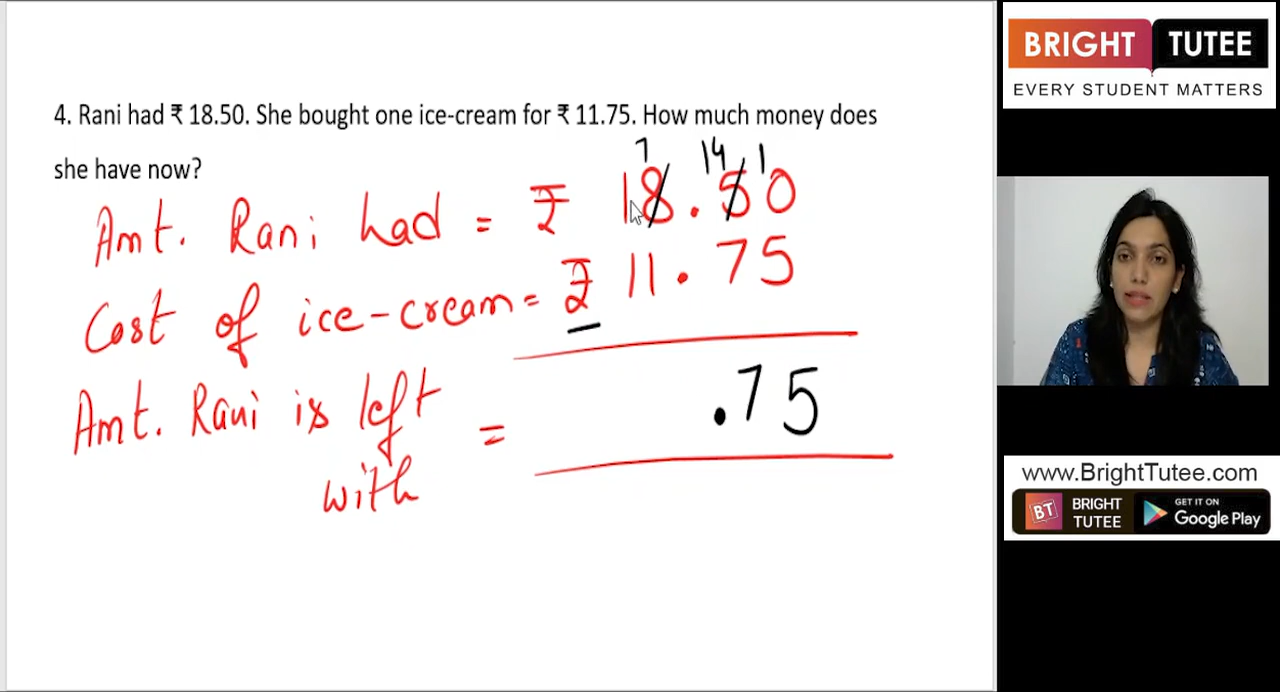 4. Rani had ₹ 18.50. She bought one ice-cream for ₹ 11.75. How much money does
she have now?
7 14 1
Amt. Rani had = ₹ 18.50
Cost of ice-cream = ₹ 11.75
−
Amt. Rani is left = .75
with
BRIGHT TUTEE
EVERY STUDENT MATTERS
www.BrightTutee.com
BT BRIGHT TUTEE
GET IT ON
Google Play